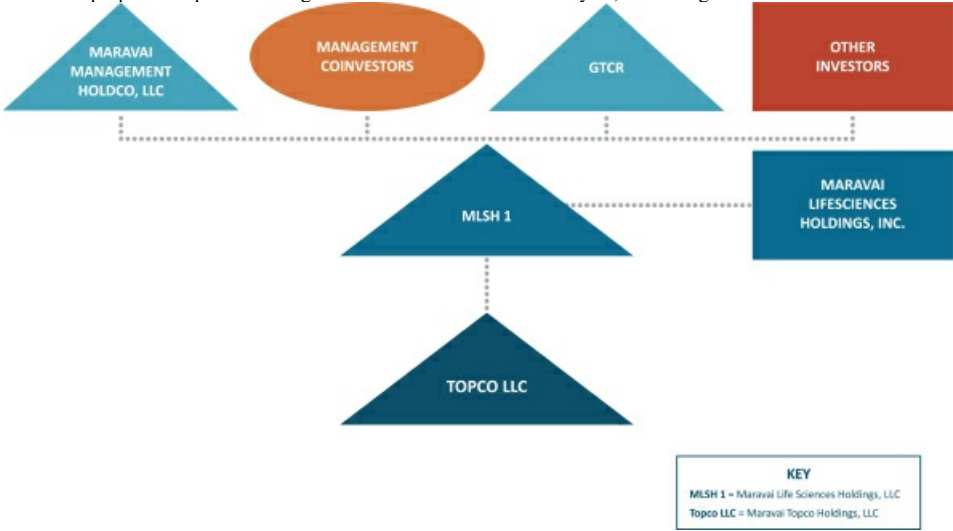 MARAVAI
MANAGEMENT
HOLDCO, LLC
MANAGEMENT
COINVESTORS
GTCR
OTHER
INVESTORS
MLSH 1
MARAVAI
LIFESCIENCES
HOLDINGS, INC.
TOPCO LLC
KEY
MLSH 1 = Maravai Life Sciences Holdings, LLC
Topco LLC = Maravai Topco Holdings, LLC